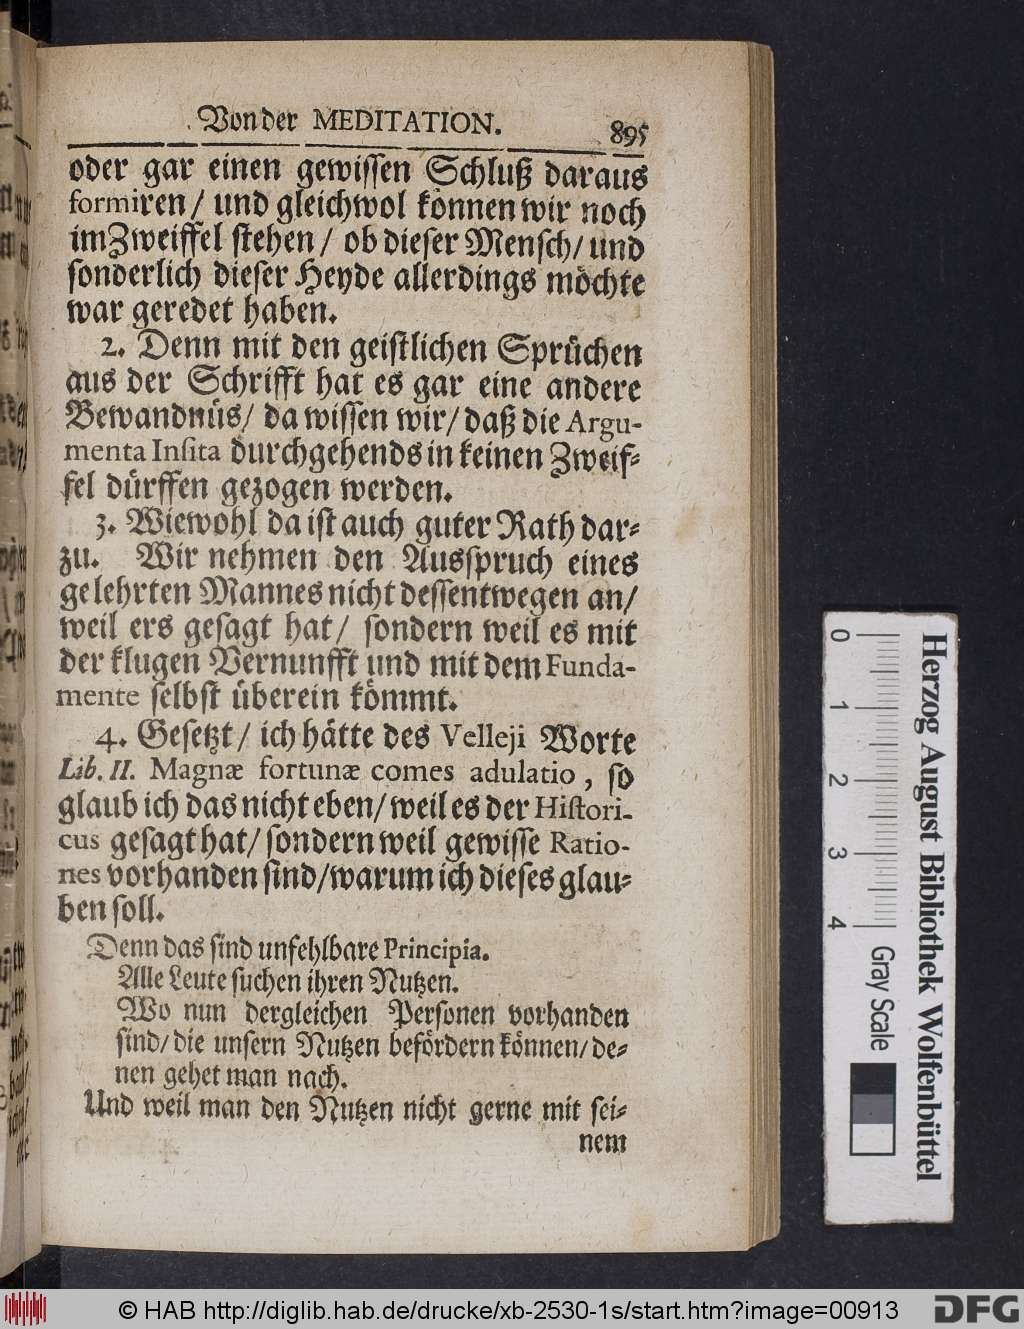 Von der MEDITATION. 895
oder gar einen gewissen Schluß daraus
formiren / und gleichwol können wir noch
im Zweiffel stehen / ob dieser Mensch / und
sonderlich dieser Heyde allerdings möchte
war geredet haben.
2. Denn mit den geistlichen Sprüchen
aus der Schrifft hat es gar eine andere
Bewandnüs / da wissen wir / daß die Argu-
menta Insita durchgehends in keinen Zweif-
fel dürffen gezogen werden.
3. Wiewohl da ist auch guter Rath dar-
zu. Wir nehmen den Ausspruch eines
gelehrten Mannes nicht dessentwegen an /
weil ers gesagt hat / sondern weil es mit
der klugen Vernunfft und mit dem Funda-
mente selbst überein kömmt.
4. Gesetzt / ich hätte des Velleji Worte
Lib. II. Magnæ fortunæ comes adulatio, so
glaub ich das nicht eben / weil es der Histori-
cus gesagt hat / sondern weil gewisse Ratio-
nes vorhanden sind / warum ich dieses glau-
ben soll.
Denn das sind unfehlbare Principia.
Alle Leute suchen ihren Nutzen.
Wo nun dergleichen Personen vorhanden
sind / die unsern Nutzen befördern können / de-
nen gehet man nach.
Und weil man den Nutzen nicht gerne mit sei-
nem
0 1 2 3 4
Gray Scale
Herzog August Bibliothek Wolfenbüttel
© HAB http://diglib.hab.de/drucke/xb-2530-1s/start.htm?image=00913
DFG